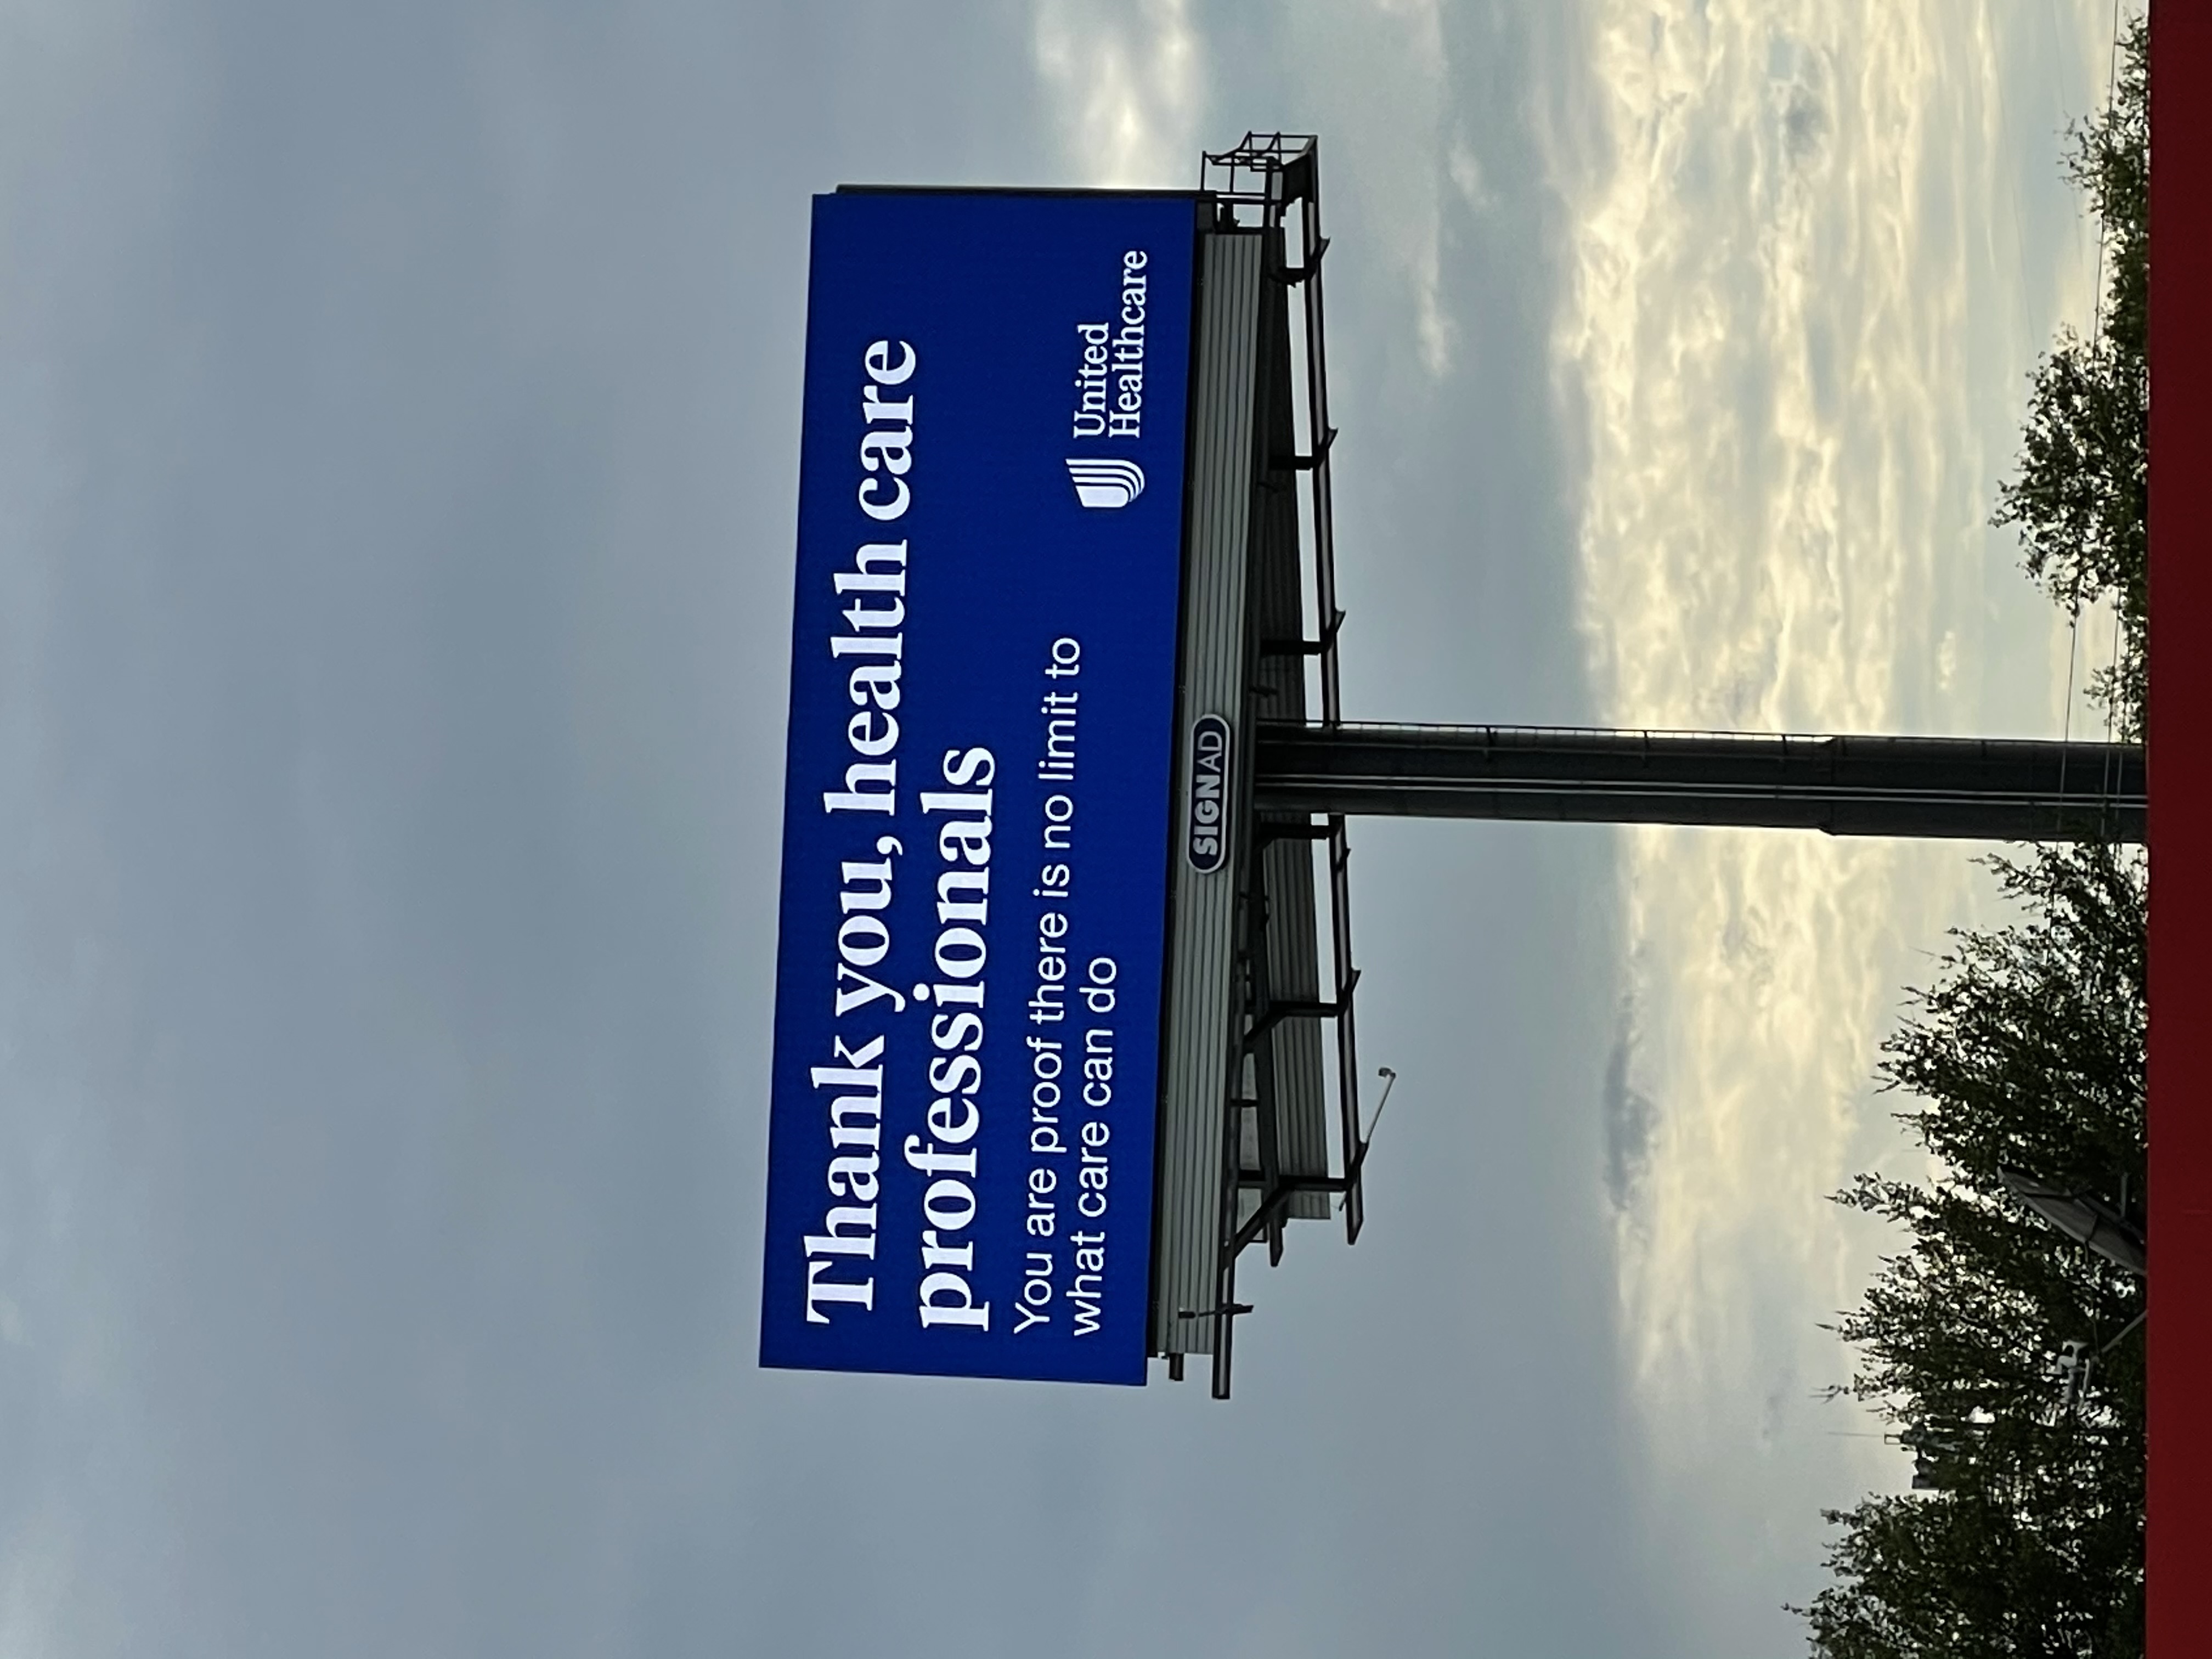 Thank you, health care
professionals
You are proof there is no limit to
what care can do
United
Healthcare
SIGNAD